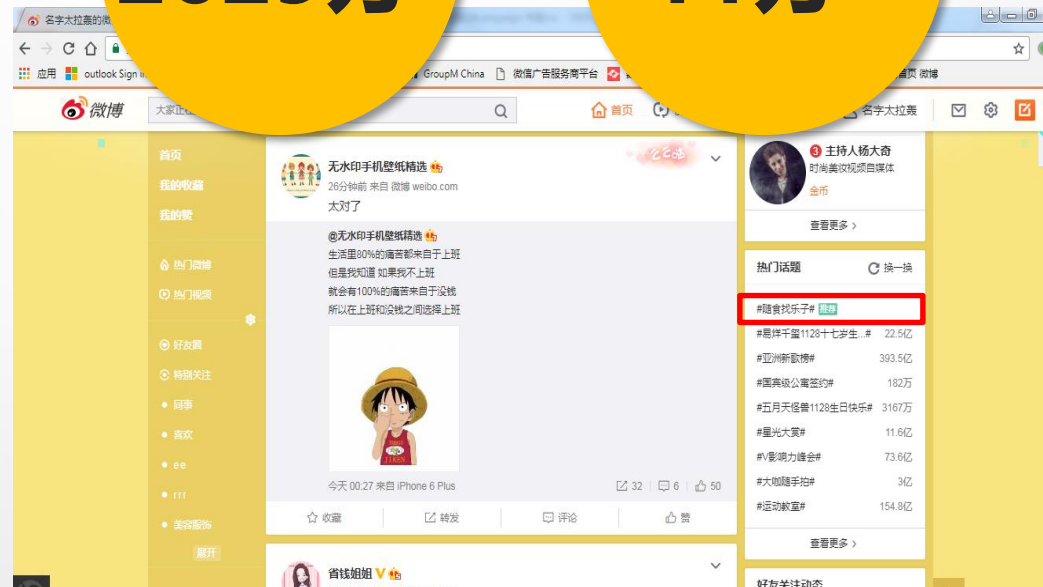 名字太拉轰的微
应用
outlook Sign in
GroupM China
微信广告服务商平台
首页 微博
微博
大家正在
首页
名字太拉轰
首页
我的收藏
我的赞
热门微博
热门视频
好友圈
特别关注
同事
喜欢
ee
rrr
美容服饰
展开
无水印手机壁纸精选
26分钟前 来自 微博 weibo.com
太对了
@无水印手机壁纸精选
生活里80%的痛苦都来自于上班
但是我知道 如果我不上班
就会有100%的痛苦来自于没钱
所以在上班和没钱之间选择上班
今天 00:27 来自 iPhone 6 Plus
32 6 50
收藏 转发 评论 赞
省钱姐姐
3 主持人杨大奇
时尚美妆视频自媒体
金币
查看更多
热门话题 换一换
#随食找乐子# 推荐
#易烊千玺1128十七岁生...# 22.5亿
#亚洲新歌榜# 393.5亿
#国宾级公寓签约# 182万
#五月天怪兽1128生日快乐# 3167万
#星光大赏# 11.6亿
#V影响力峰会# 73.6亿
#大咖随手拍# 3亿
#运动教室# 154.8亿
查看更多
好友关注动态